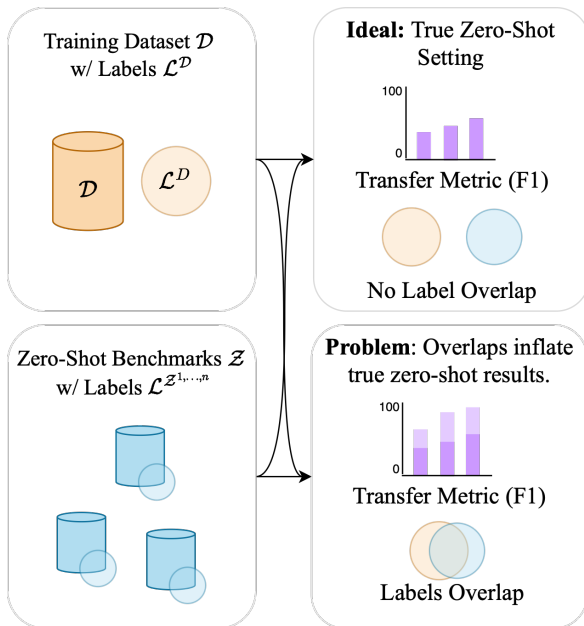 Training Dataset 𝒟
w/ Labels ℒ^𝒟
𝒟
ℒ^D
Zero-Shot Benchmarks 𝒵
w/ Labels ℒ^{𝒵^{1,…,n}}
Ideal: True Zero-Shot
Setting
100
0
Transfer Metric (F1)
No Label Overlap
Problem: Overlaps inflate
true zero-shot results.
100
0
Transfer Metric (F1)
Labels Overlap